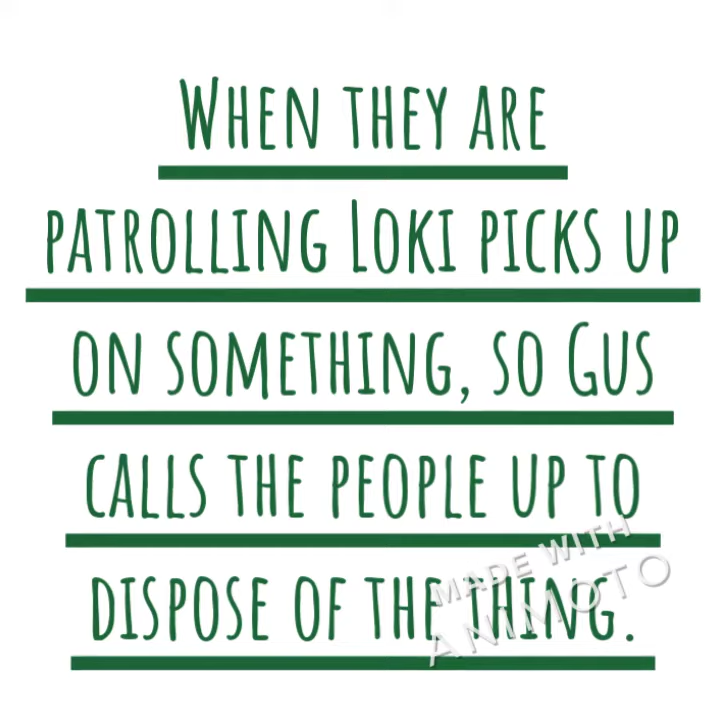 When they are
patrolling Loki picks up
on something, so Gus
calls the people up to
dispose of the thing.
MADE WITH
ANIMOTO